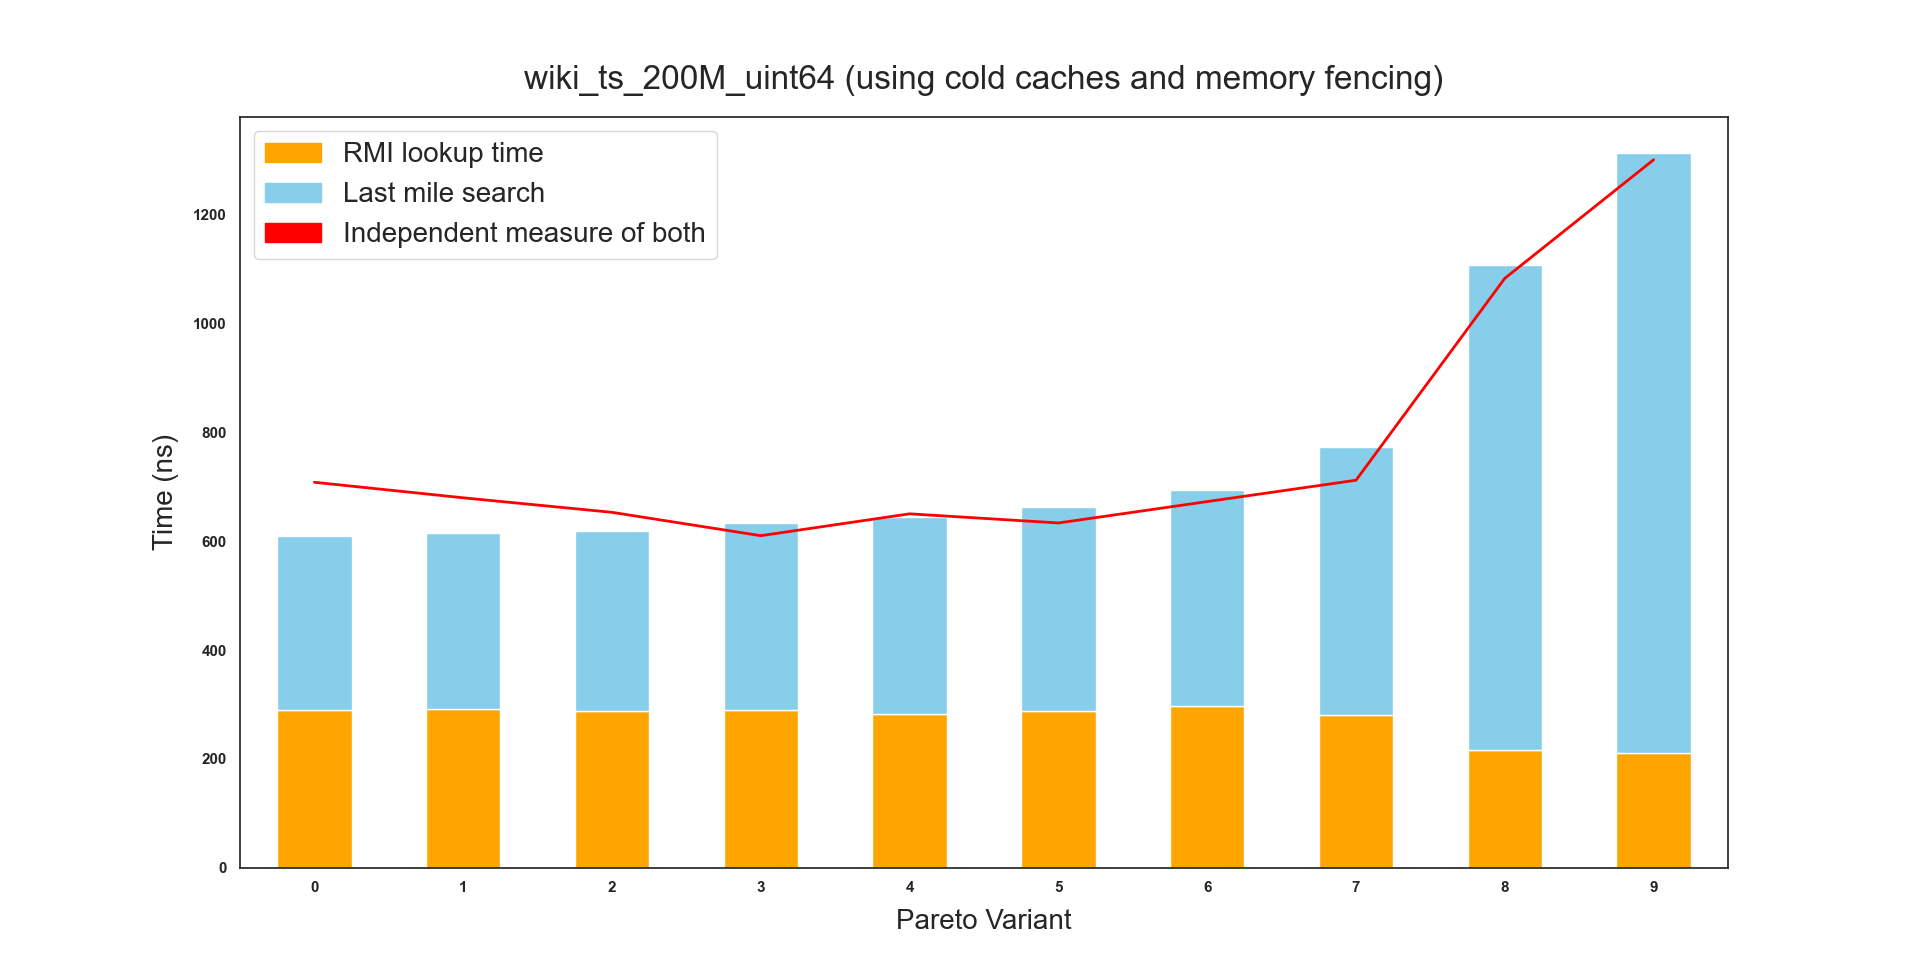 wiki_ts_200M_uint64 (using cold caches and memory fencing)
RMI lookup time
Last mile search
Independent measure of both
1200
1000
800
600
400
200
0
Time (ns)
0 1 2 3 4 5 6 7 8 9
Pareto Variant